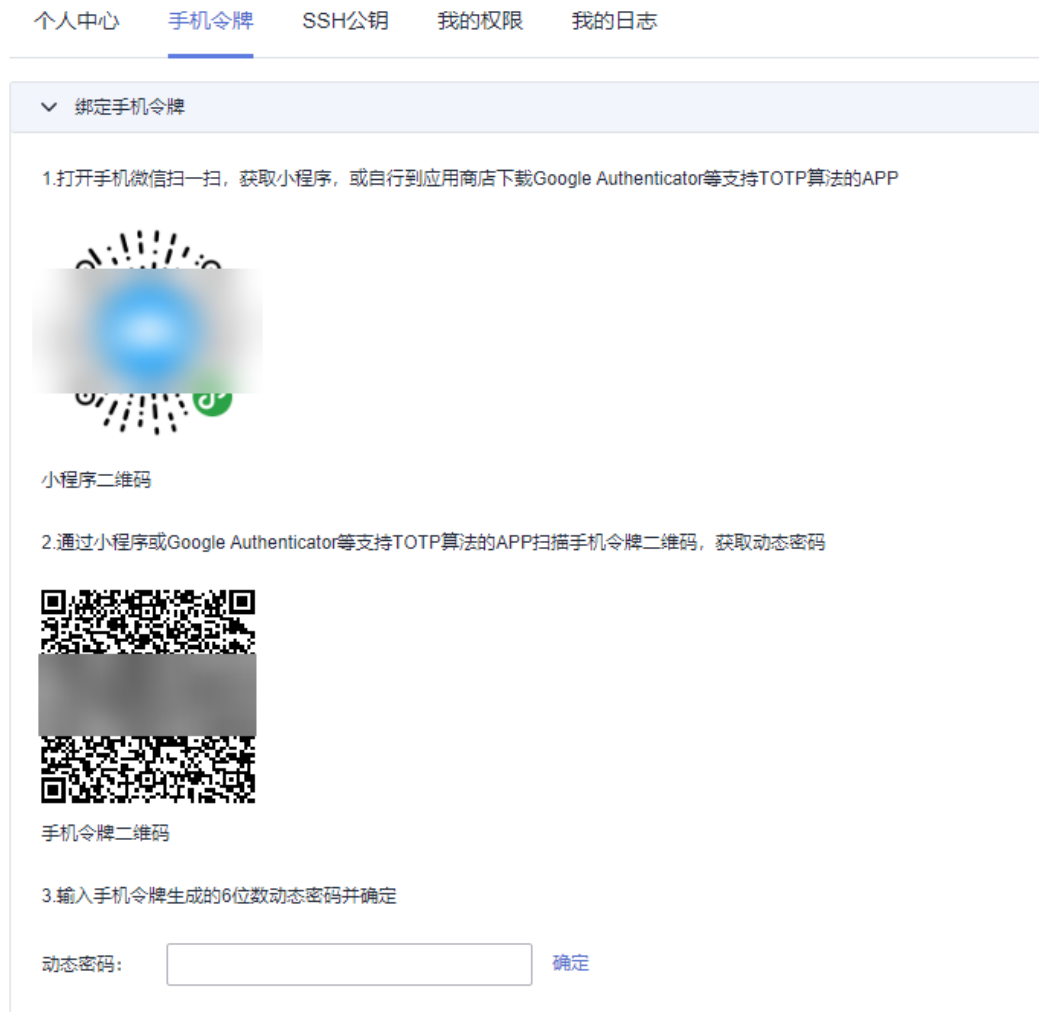 个人中心 手机令牌 SSH公钥 我的权限 我的日志
绑定手机令牌
1.打开手机微信扫一扫，获取小程序，或自行到应用商店下载Google Authenticator等支持TOTP算法的APP
小程序二维码
2.通过小程序或Google Authenticator等支持TOTP算法的APP扫描手机令牌二维码，获取动态密码
手机令牌二维码
3.输入手机令牌生成的6位数动态密码并确定
动态密码： 确定